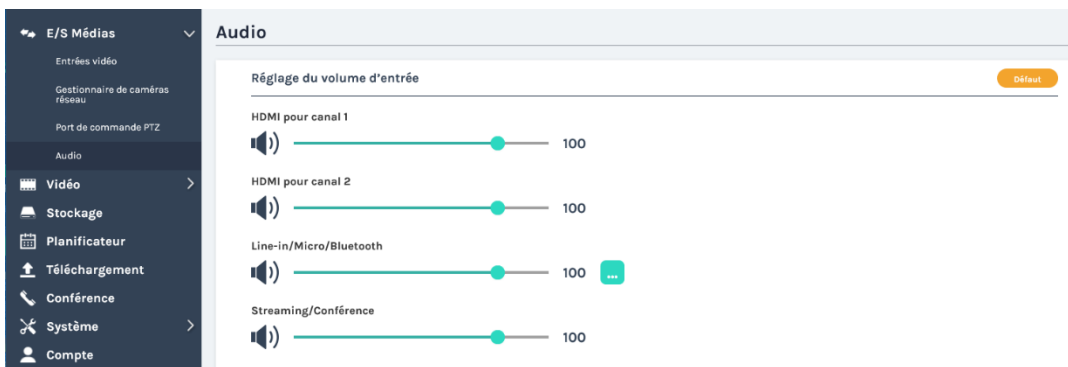 E/S Médias
Entrées vidéo
Gestionnaire de caméras
réseau
Port de commande PTZ
Audio
Vidéo
Stockage
Planificateur
Téléchargement
Conférence
Système
Compte
Audio
Réglage du volume d'entrée
Défaut
HDMI pour canal 1
100
HDMI pour canal 2
100
Line-in/Micro/Bluetooth
100
...
Streaming/Conférence
100